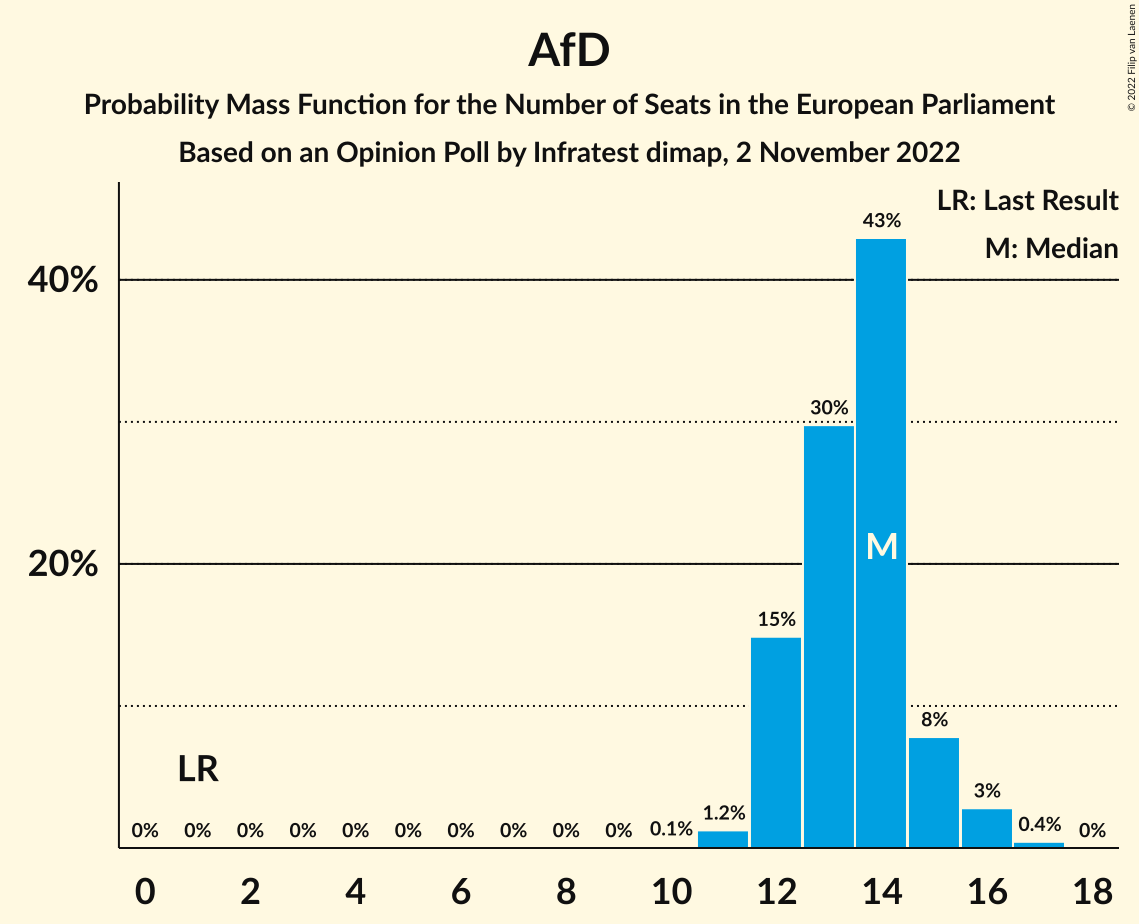 AfD
Probability Mass Function for the Number of Seats in the European Parliament
Based on an Opinion Poll by Infratest dimap, 2 November 2022
© 2022 Filip van Laenen
LR: Last Result
M: Median
43%
40%
30%
M
20%
15%
8%
LR
3%
0% 0% 0% 0% 0% 0% 0% 0% 0% 0% 0.1% 1.2% 0.4% 0%
0 2 4 6 8 10 12 14 16 18